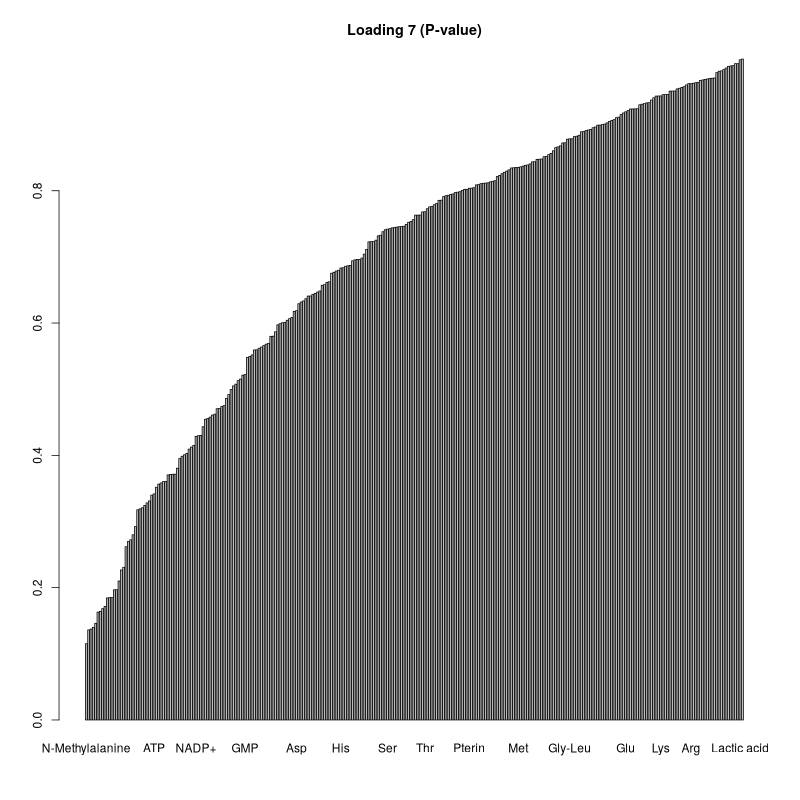 Loading 7 (P-value)
0.8
0.6
0.4
0.2
0.0
N-Methylalanine ATP NADP+ GMP Asp His Ser Thr Pterin Met Gly-Leu Glu Lys Arg Lactic acid